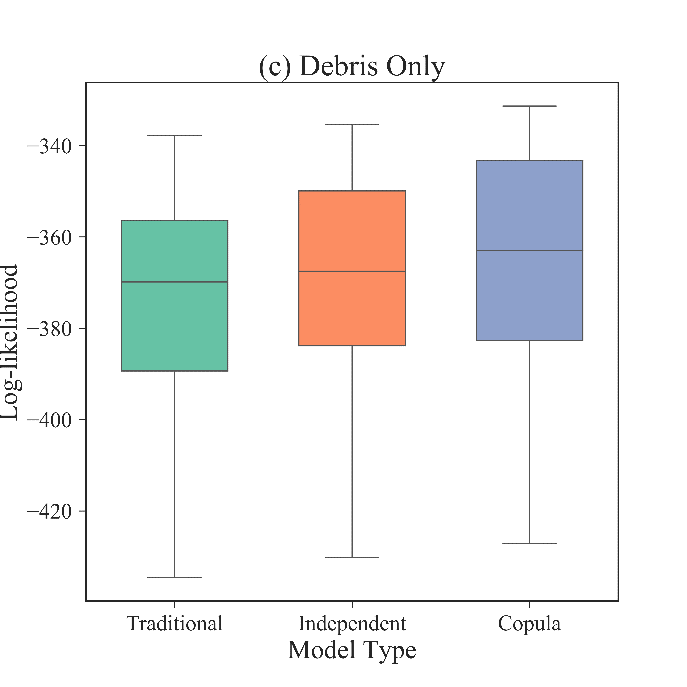 (c) Debris Only
Log-likelihood
−340
−360
−380
−400
−420
Traditional
Independent
Copula
Model Type